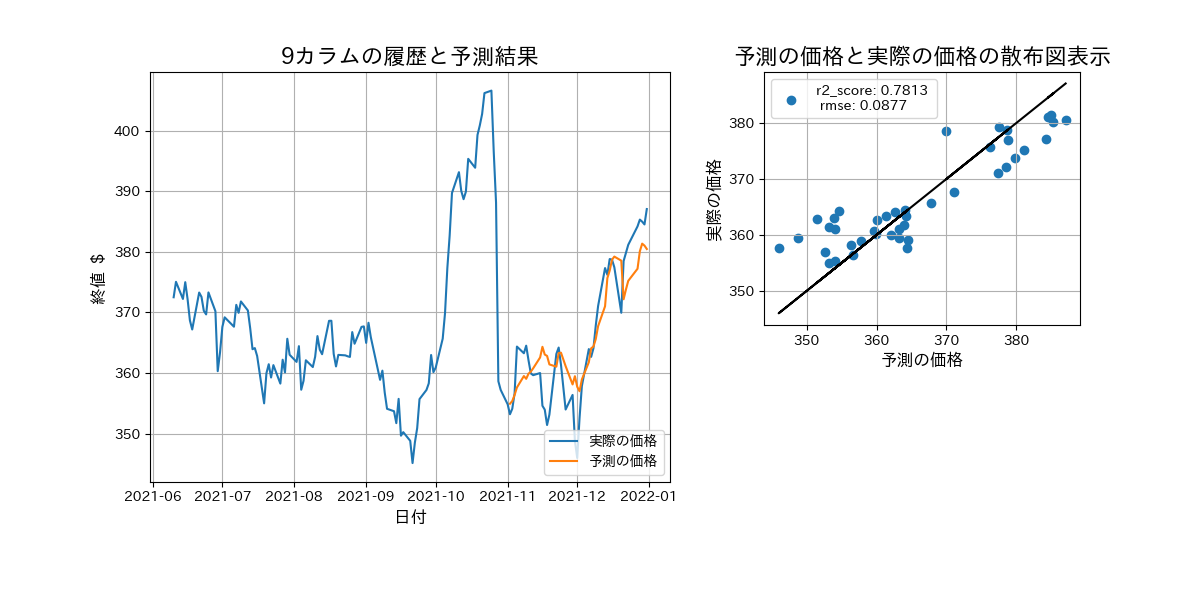 9カラムの履歴と予測結果
終値 $
400
390
380
370
360
350
2021-06 2021-07 2021-08 2021-09 2021-10 2021-11 2021-12 2022-01
日付
実際の価格
予測の価格
予測の価格と実際の価格の散布図表示
r2_score: 0.7813
rmse: 0.0877
実際の価格
380
370
360
350
350 360 370 380
予測の価格